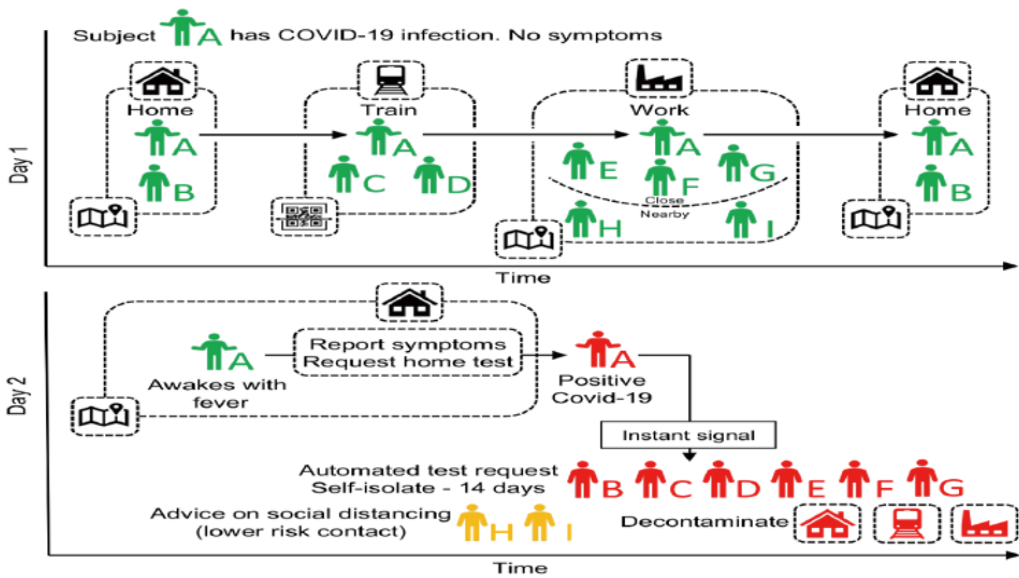 Subject A has COVID-19 infection. No symptoms
Day 1
Home
A
B
Train
A
C
D
Work
A
E
F
G
Close
Nearby
H
I
Home
A
B
Time
Day 2
A
Awakes with
fever
Report symptoms
Request home test
A
Positive
Covid-19
Instant signal
Automated test request
Self-isolate - 14 days
B C D E F G
Advice on social distancing
(lower risk contact)
H I
Decontaminate
Time